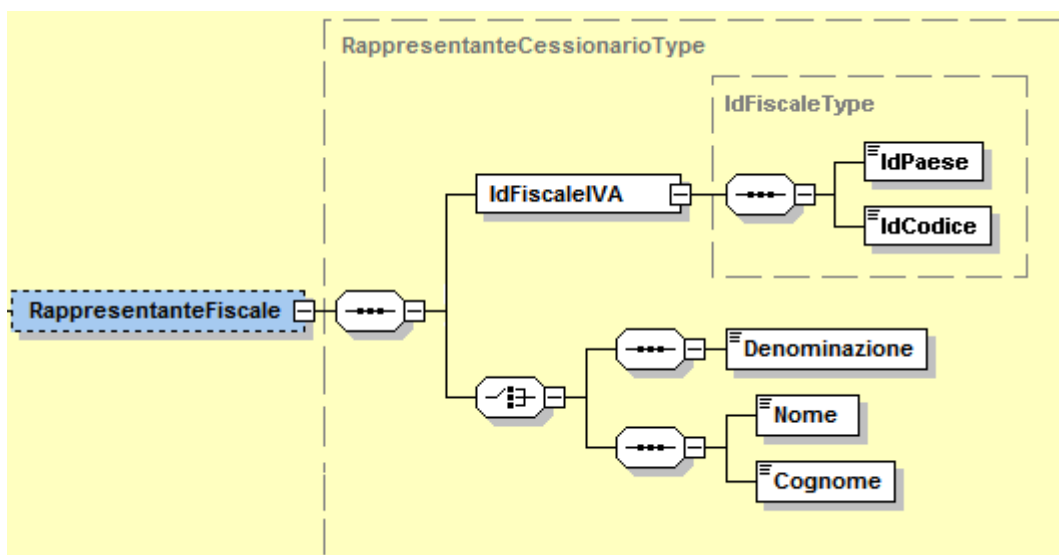 RappresentanteCessionarioType
IdFiscaleType
IdPaese
IdFiscaleIVA
IdCodice
RappresentanteFiscale
Denominazione
Nome
Cognome